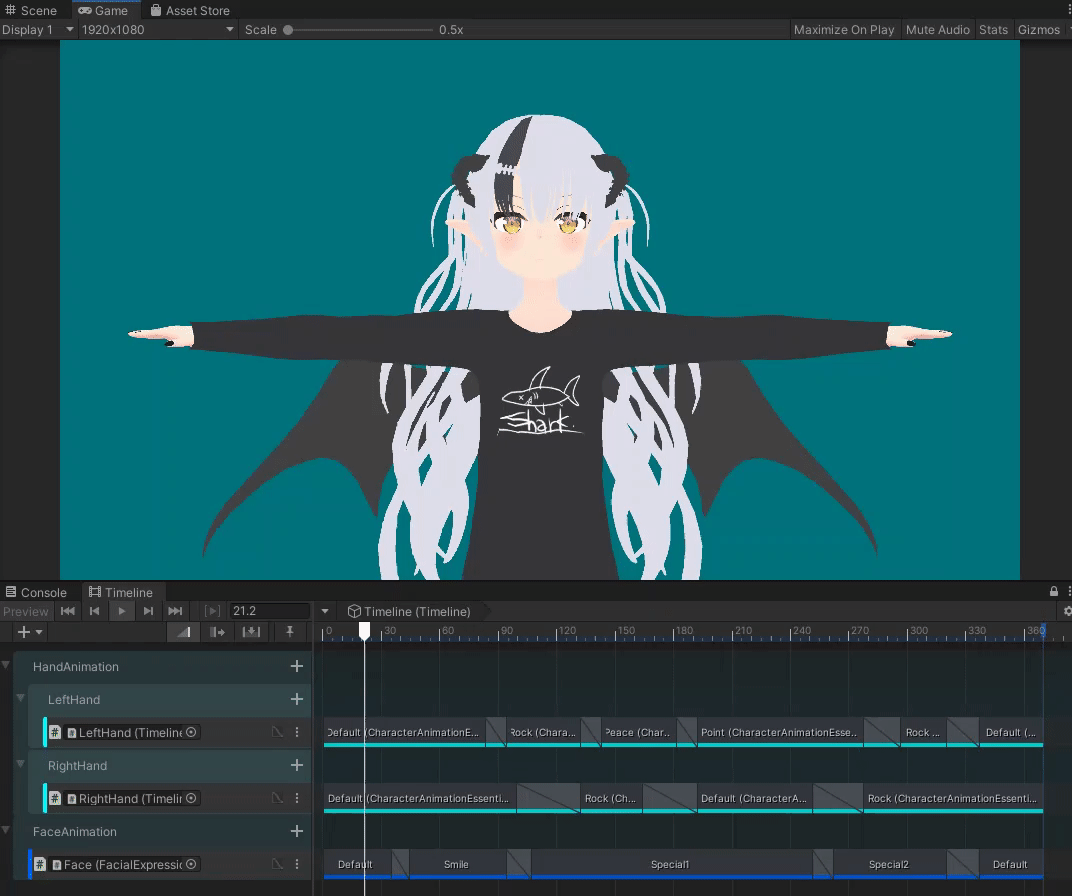 Scene Game Asset Store
Display 1 1920x1080 Scale 0.5x Maximize On Play Mute Audio Stats Gizmos
Shark.
Console Timeline
Preview 21.2 Timeline (Timeline)
0 30 60 90 120 150 180 210 240 270 300 330 360
HandAnimation
LeftHand
LeftHand (Timeline Default (CharacterAnimationE... Rock (Chara... Peace (Char... Point (CharacterAnimationEsse... Rock ... Default (...
RightHand
RightHand (Timelin Default (CharacterAnimationEssenti... Rock (Ch... Default (CharacterA... Rock (CharacterAnimationEssenti...
FaceAnimation
Face (FacialExpressio Default Smile Special1 Special2 Default